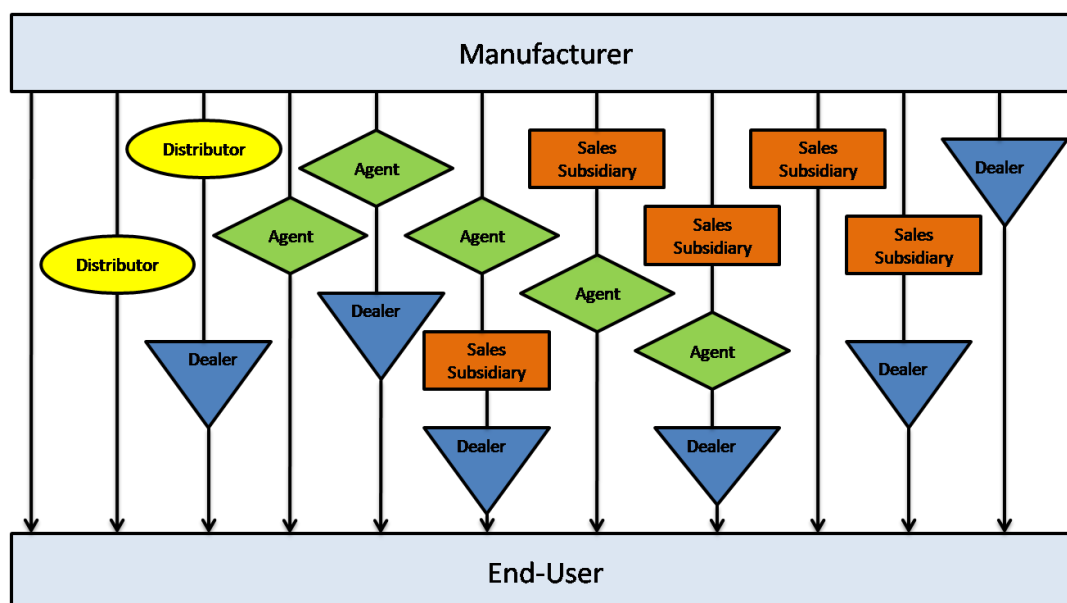 Manufacturer
Distributor
Distributor
Dealer
Agent
Agent
Dealer
Agent
Sales
Subsidiary
Dealer
Sales
Subsidiary
Agent
Sales
Subsidiary
Agent
Dealer
Sales
Subsidiary
Sales
Subsidiary
Dealer
Dealer
End-User